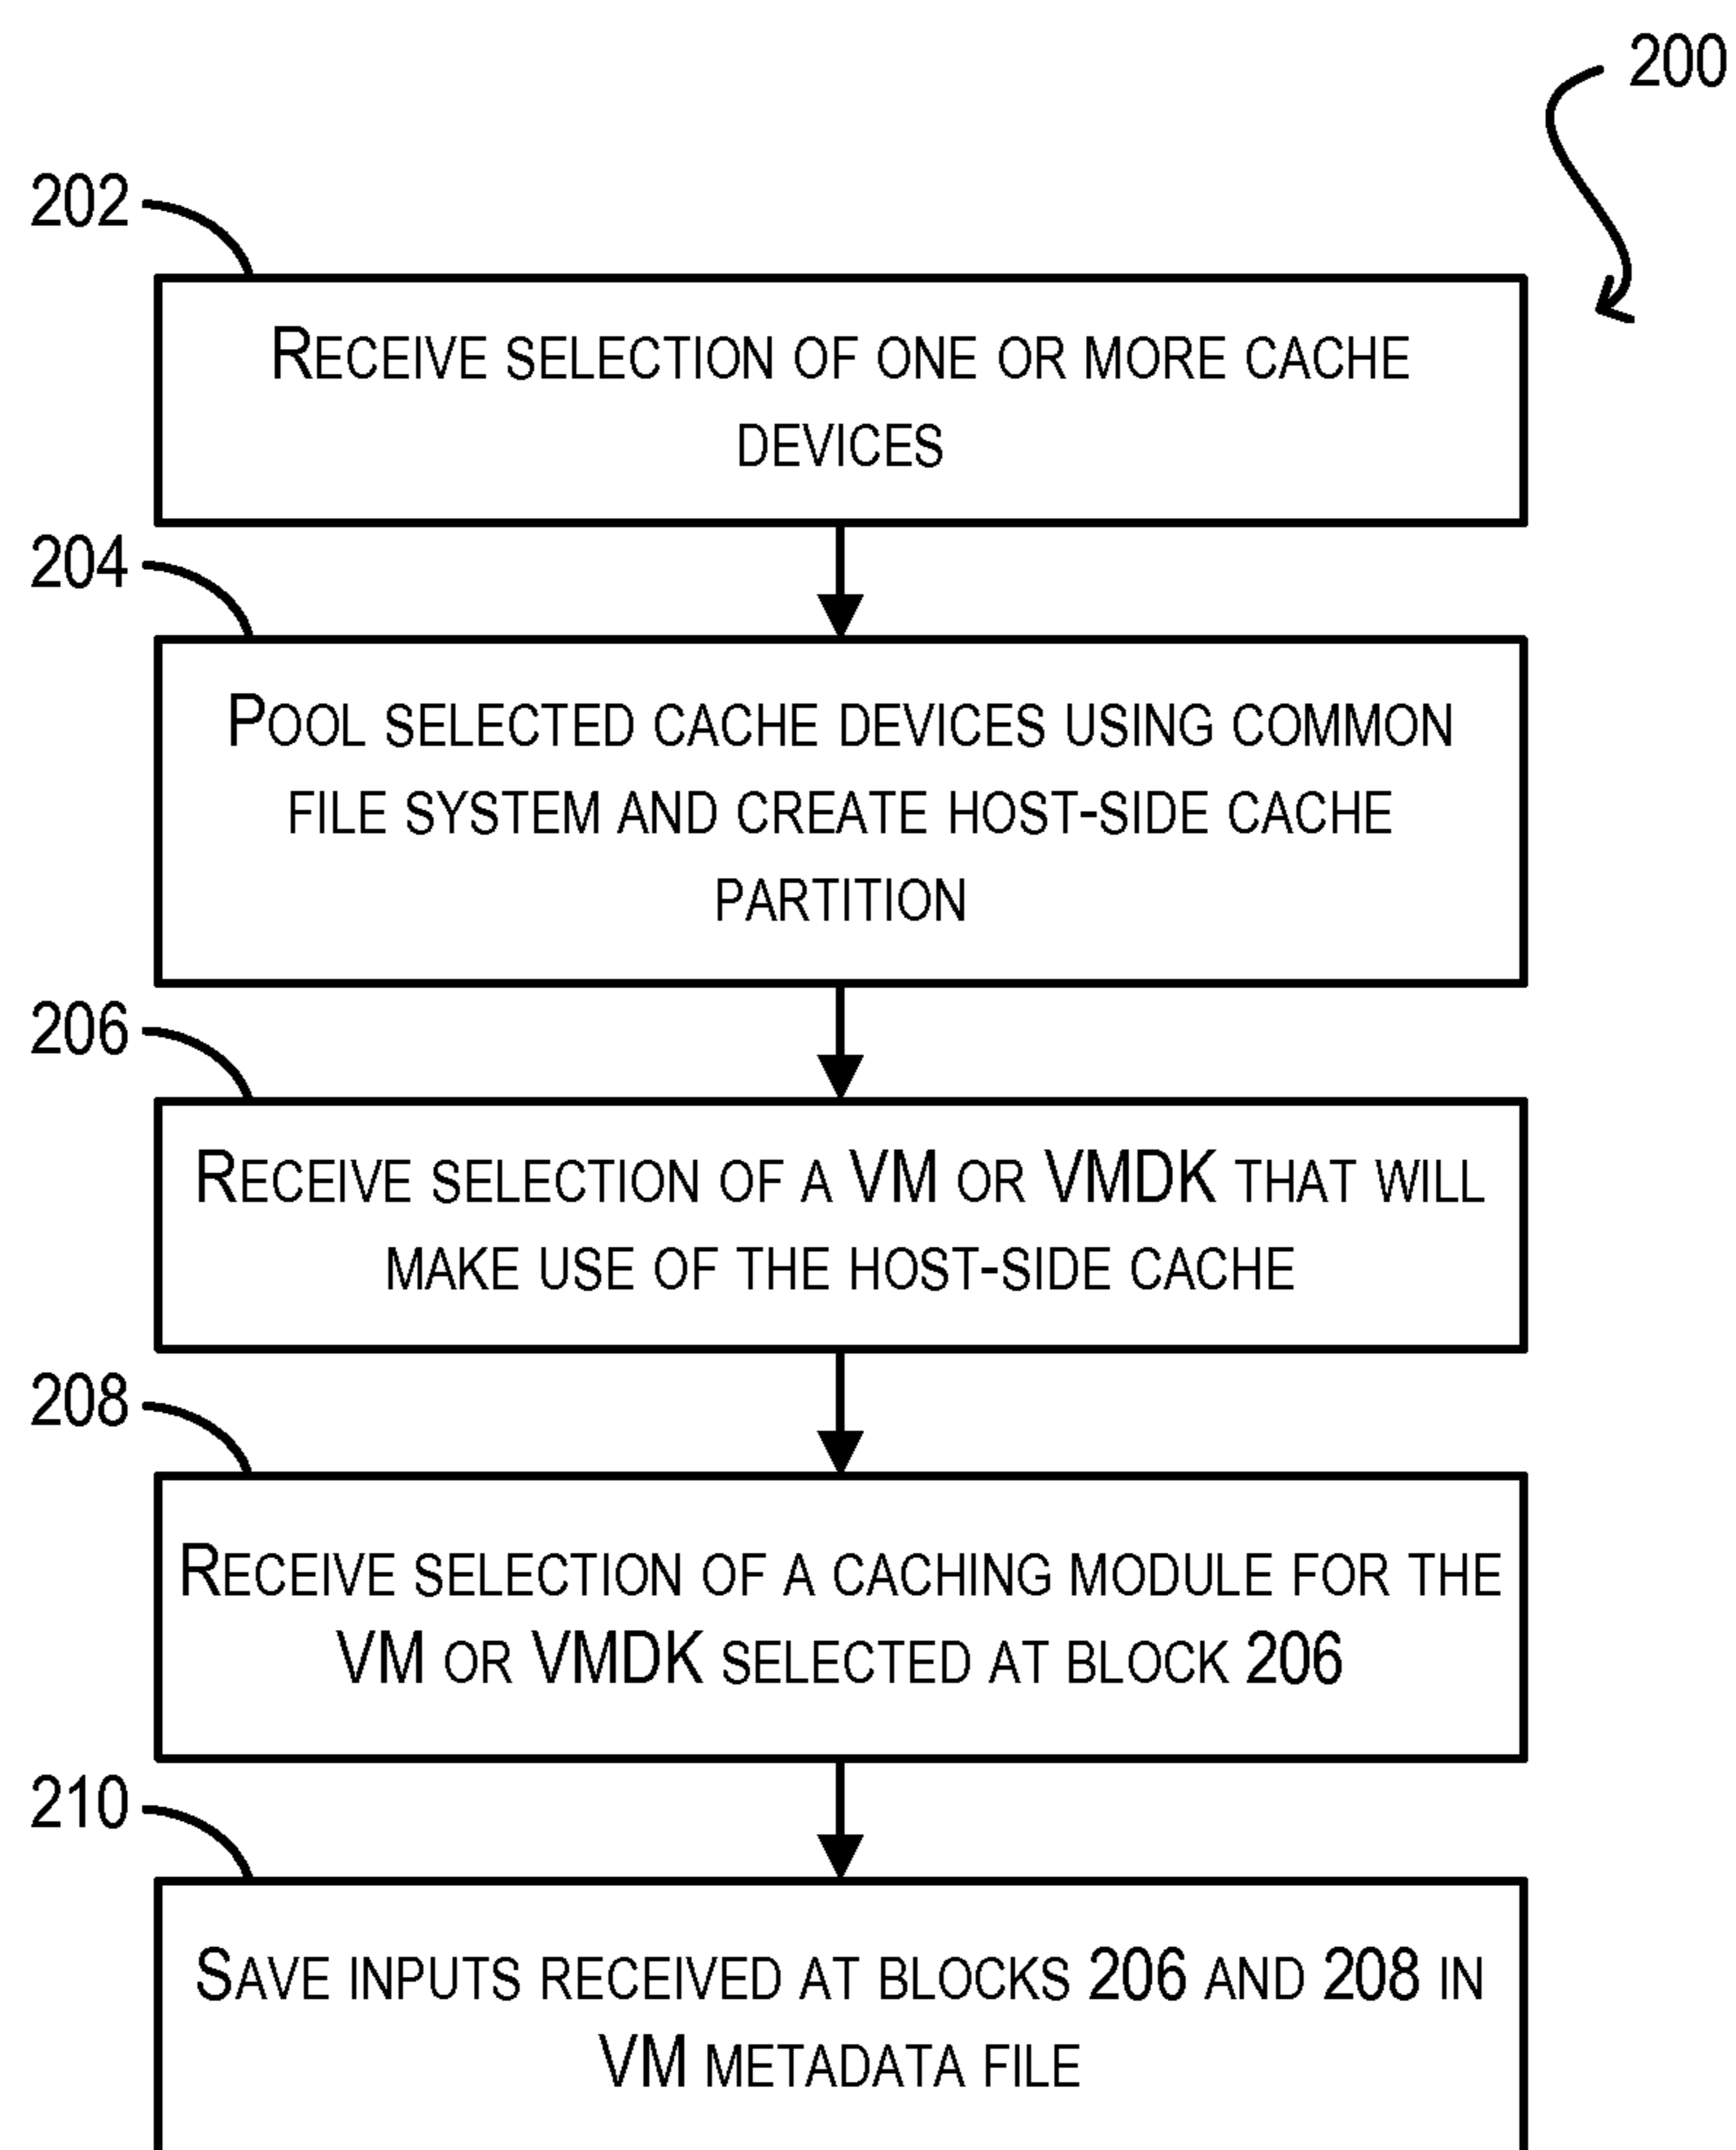 200
202
RECEIVE SELECTION OF ONE OR MORE CACHE
DEVICES
204
POOL SELECTED CACHE DEVICES USING COMMON
FILE SYSTEM AND CREATE HOST-SIDE CACHE
PARTITION
206
RECEIVE SELECTION OF A VM OR VMDK THAT WILL
MAKE USE OF THE HOST-SIDE CACHE
208
RECEIVE SELECTION OF A CACHING MODULE FOR THE
VM OR VMDK SELECTED AT BLOCK 206
210
SAVE INPUTS RECEIVED AT BLOCKS 206 AND 208 IN
VM METADATA FILE